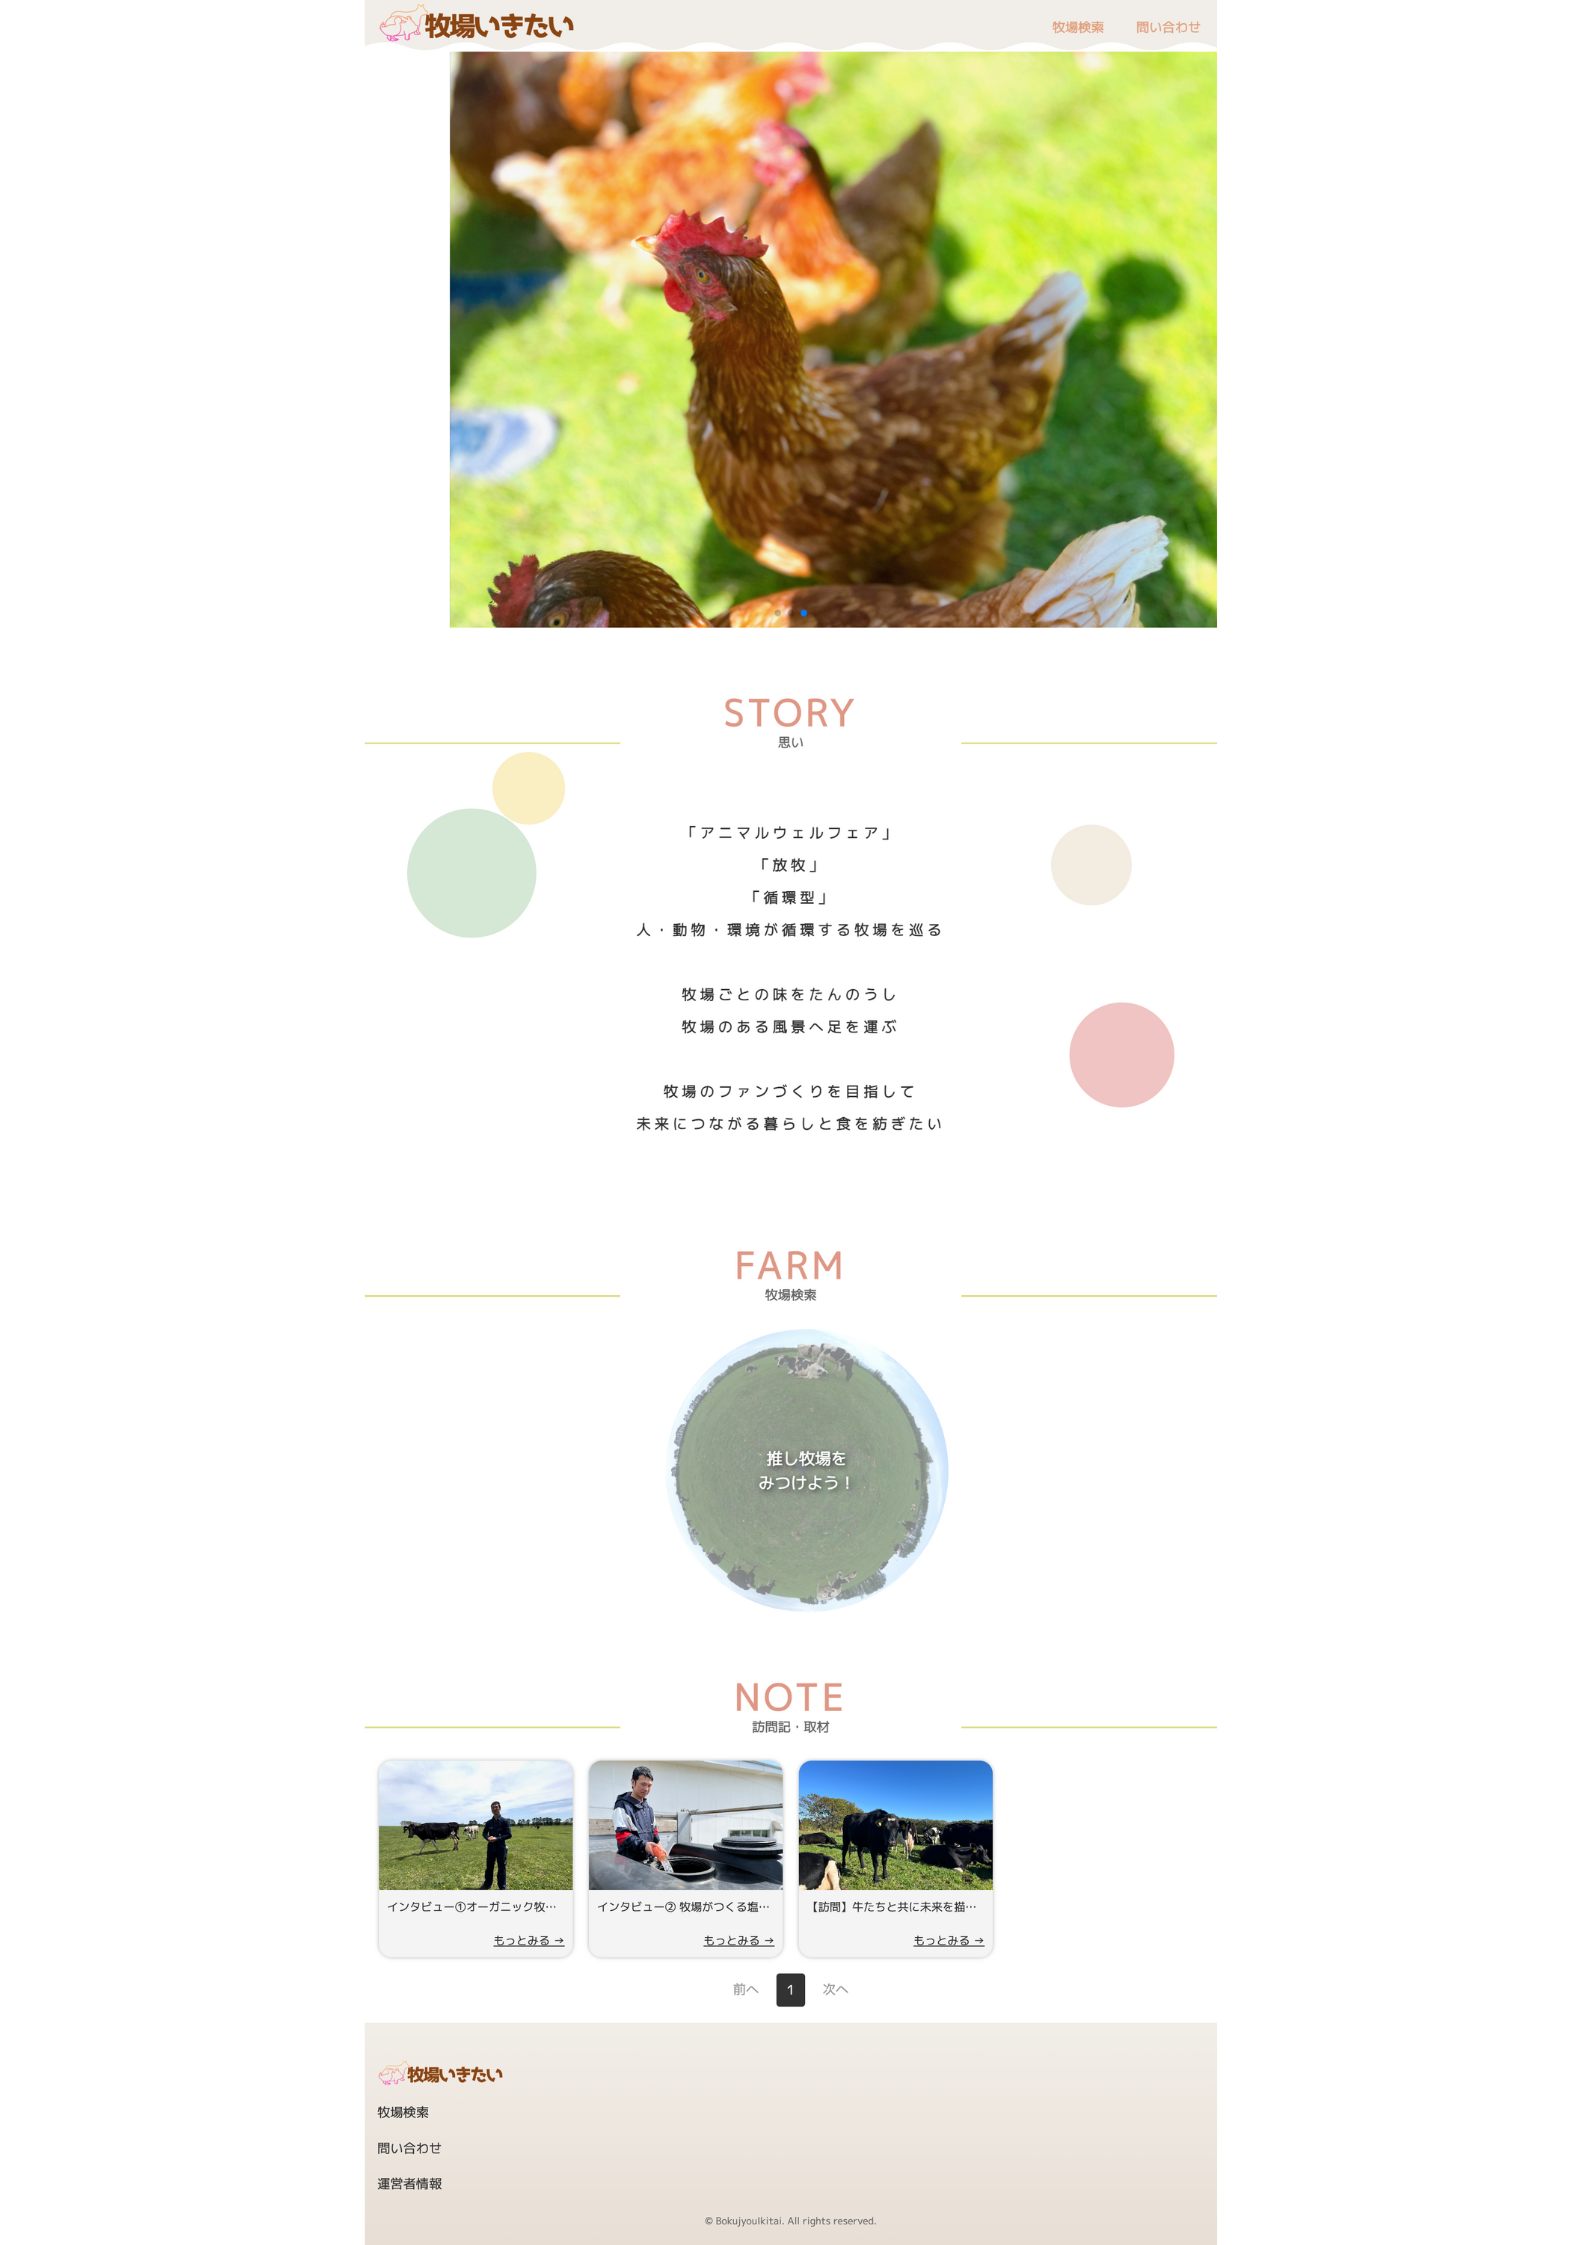 牧場いきたい
牧場検索
問い合わせ
STORY
思い
「アニマルウェルフェア」
「放牧」
「循環型」
人・動物・環境が循環する牧場を巡る
牧場ごとの味をたんのうし
牧場のある風景へ足を運ぶ
牧場のファンづくりを目指して
未来につながる暮らしと食を紡ぎたい
FARM
牧場検索
推し牧場を
みつけよう！
NOTE
訪問記・取材
インタビュー①オーガニック牧…
もっとみる →
インタビュー② 牧場がつくる塩…
もっとみる →
【訪問】牛たちと共に未来を描…
もっとみる →
前へ
1
次へ
牧場いきたい
牧場検索
問い合わせ
運営者情報
© BokujyouIkitai. All rights reserved.